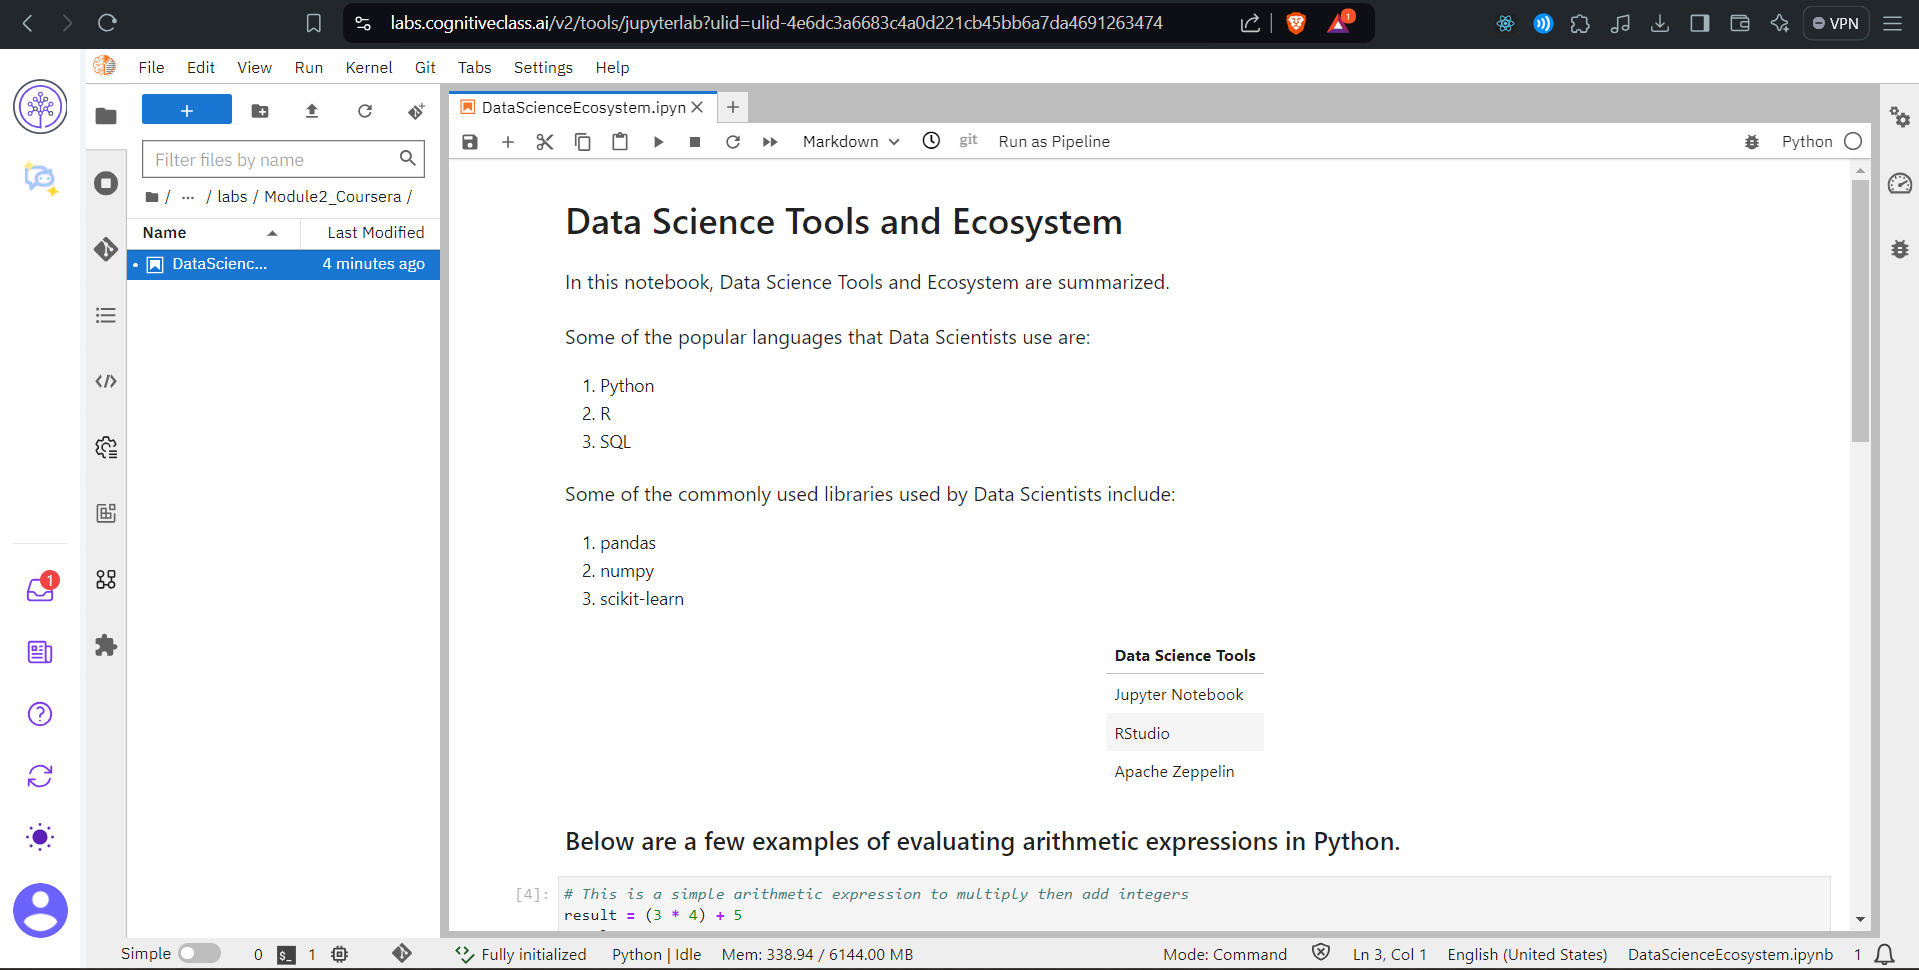 labs.cognitiveclass.ai/v2/tools/jupyterlab?ulid=ulid-4e6dc3a6683c4a0d221cb45bb6a7da4691263474
1
VPN
File Edit View Run Kernel Git Tabs Settings Help
+
Filter files by name
/ ... / labs / Module2_Coursera /
Name Last Modified
DataScienc... 4 minutes ago
1
DataScienceEcosystem.ipyn
Markdown
git
Run as Pipeline
Python
Data Science Tools and Ecosystem
In this notebook, Data Science Tools and Ecosystem are summarized.
Some of the popular languages that Data Scientists use are:
1. Python
2. R
3. SQL
Some of the commonly used libraries used by Data Scientists include:
1. pandas
2. numpy
3. scikit-learn
Data Science Tools
Jupyter Notebook
RStudio
Apache Zeppelin
Below are a few examples of evaluating arithmetic expressions in Python.
[4]: # This is a simple arithmetic expression to multiply then add integers
result = (3 * 4) + 5
Simple 0 $_ 1 Fully initialized Python | Idle Mem: 338.94 / 6144.00 MB Mode: Command Ln 3, Col 1 English (United States) DataScienceEcosystem.ipynb 1